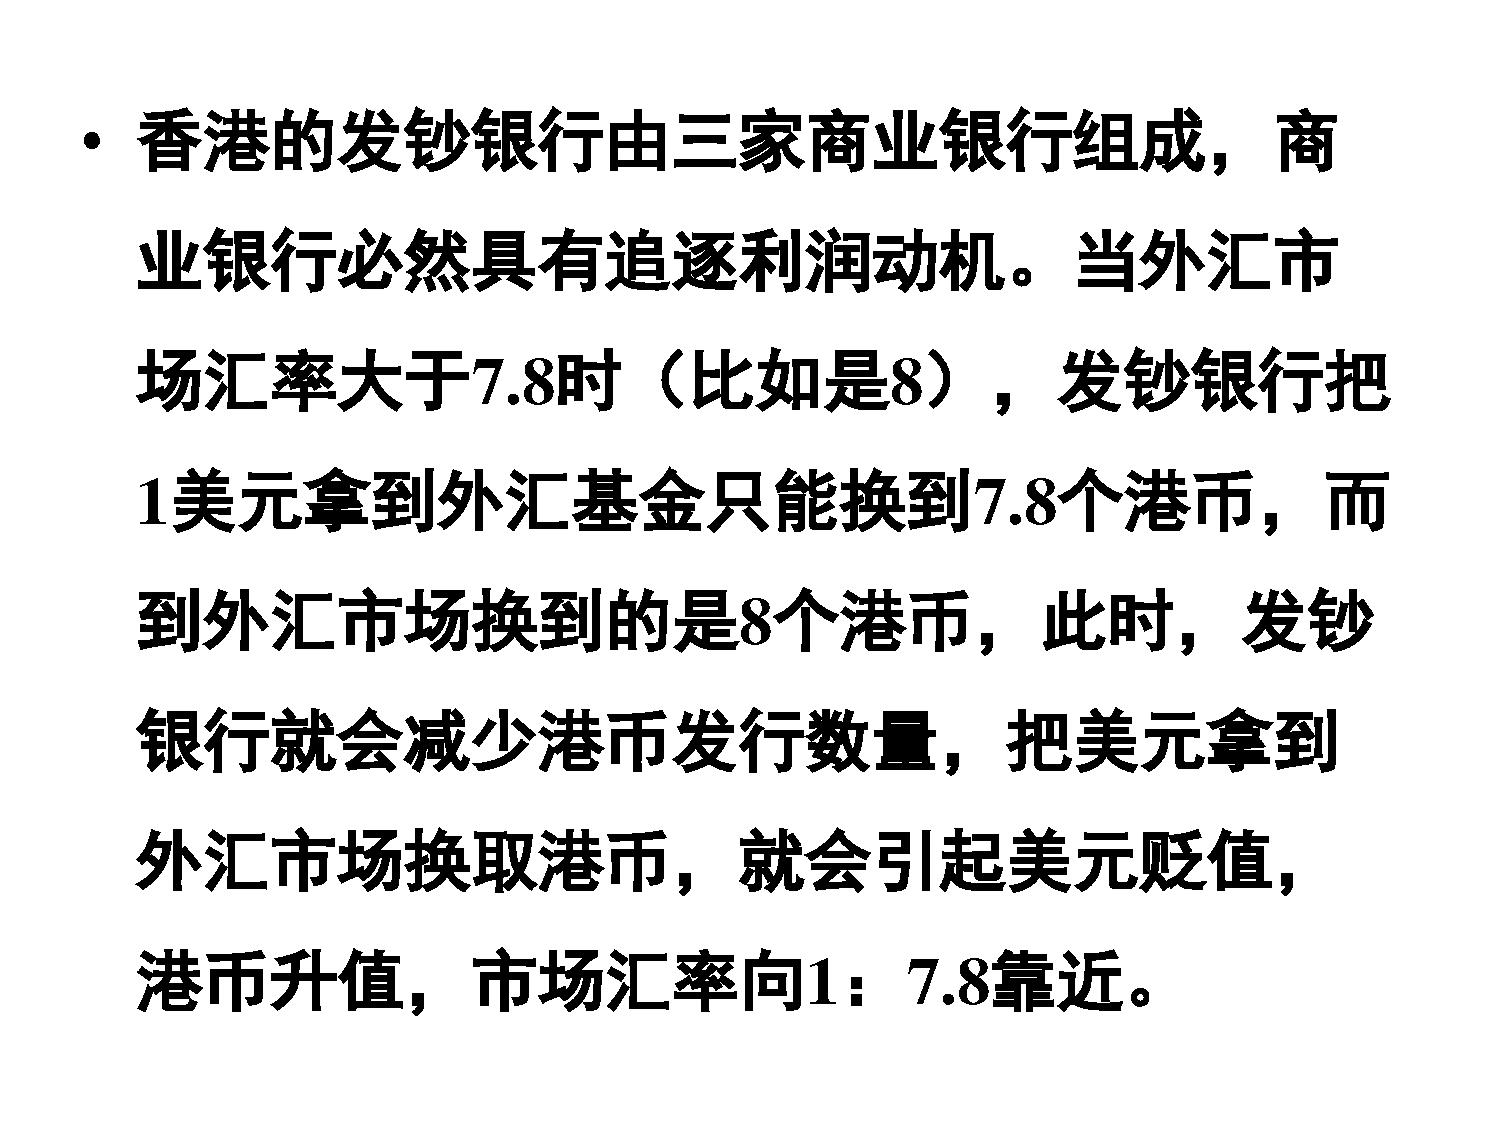 • 香港的发钞银行由三家商业银行组成，商
业银行必然具有追逐利润动机。当外汇市
场汇率大于7.8时（比如是8），发钞银行把
1美元拿到外汇基金只能换到7.8个港币，而
到外汇市场换到的是8个港币，此时，发钞
银行就会减少港币发行数量，把美元拿到
外汇市场换取港币，就会引起美元贬值，
港币升值，市场汇率向1：7.8靠近。